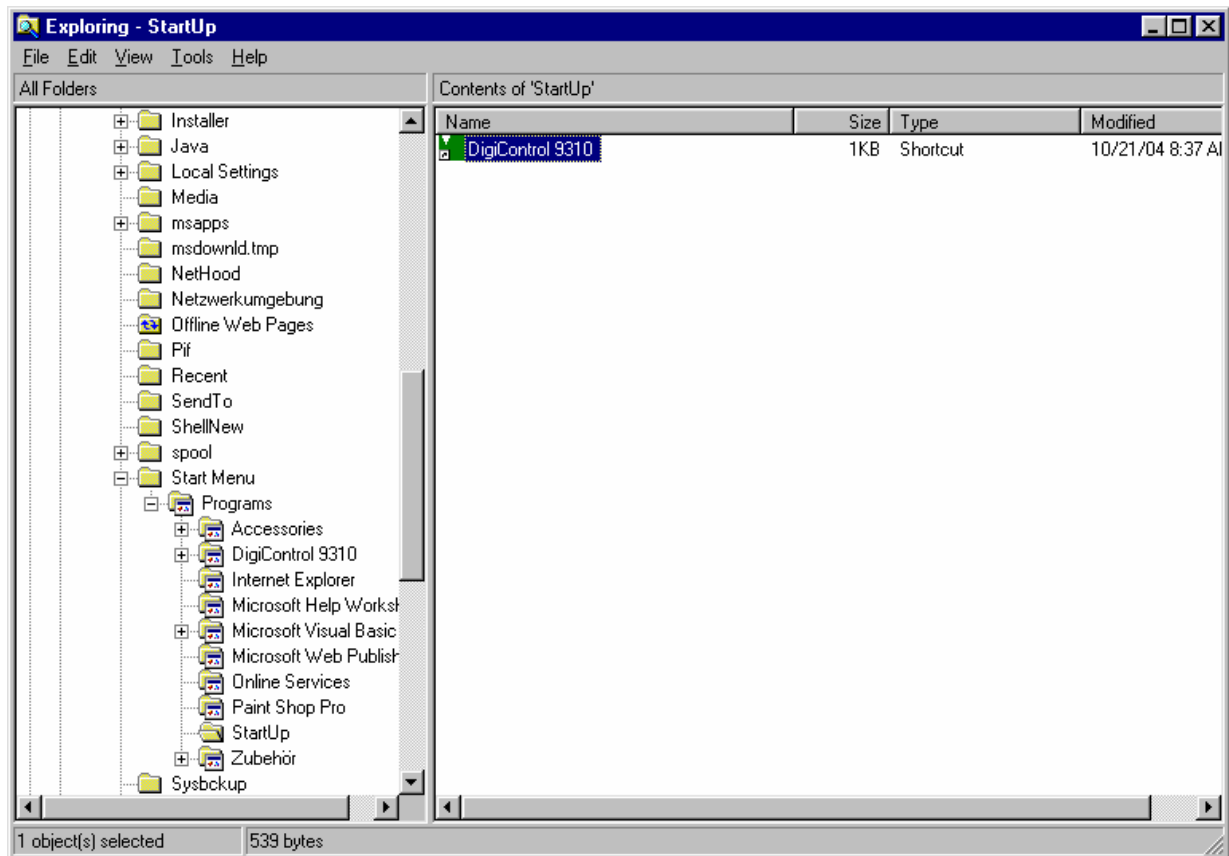 Exploring - StartUp
File Edit View Tools Help
All Folders
Contents of 'StartUp'
Installer
Java
Local Settings
Media
msapps
msdownld.tmp
NetHood
Netzwerkumgebung
Offline Web Pages
Pif
Recent
SendTo
ShellNew
spool
Start Menu
Programs
Accessories
DigiControl 9310
Internet Explorer
Microsoft Help Worksh
Microsoft Visual Basic
Microsoft Web Publish
Online Services
Paint Shop Pro
StartUp
Zubehör
Sysbckup
Name Size Type Modified
DigiControl 9310 1KB Shortcut 10/21/04 8:37 A
1 object(s) selected 539 bytes